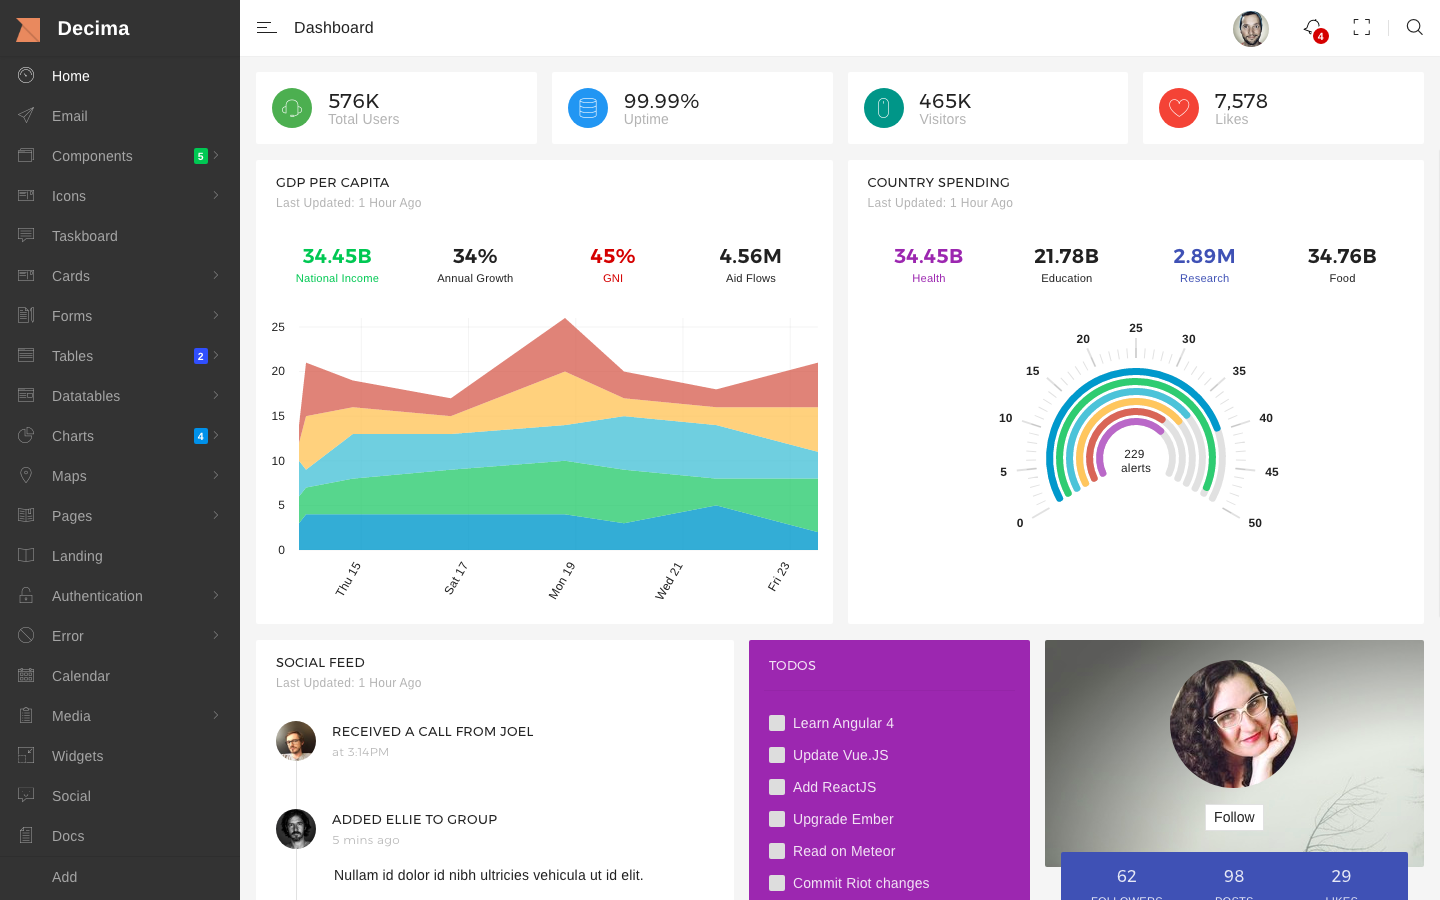 Decima
Dashboard
4
Home
Email
Components 5
Icons
Taskboard
Cards
Forms
Tables 2
Datatables
Charts 4
Maps
Pages
Landing
Authentication
Error
Calendar
Media
Widgets
Social
Docs
Add
576K
Total Users
99.99%
Uptime
465K
Visitors
7,578
Likes
GDP PER CAPITA
Last Updated: 1 Hour Ago
34.45B 34% 45% 4.56M
National Income Annual Growth GNI Aid Flows
25
20
15
10
5
0
Thu 15 Sat 17 Mon 19 Wed 21 Fri 23
COUNTRY SPENDING
Last Updated: 1 Hour Ago
34.45B 21.78B 2.89M 34.76B
Health Education Research Food
0
5
10
15
20
25
30
35
40
45
50
229
alerts
SOCIAL FEED
Last Updated: 1 Hour Ago
RECEIVED A CALL FROM JOEL
at 3:14PM
ADDED ELLIE TO GROUP
5 mins ago
Nullam id dolor id nibh ultricies vehicula ut id elit.
TODOS
Learn Angular 4
Update Vue.JS
Add ReactJS
Upgrade Ember
Read on Meteor
Commit Riot changes
Follow
62 98 29
FOLLOWERS POSTS LIKES